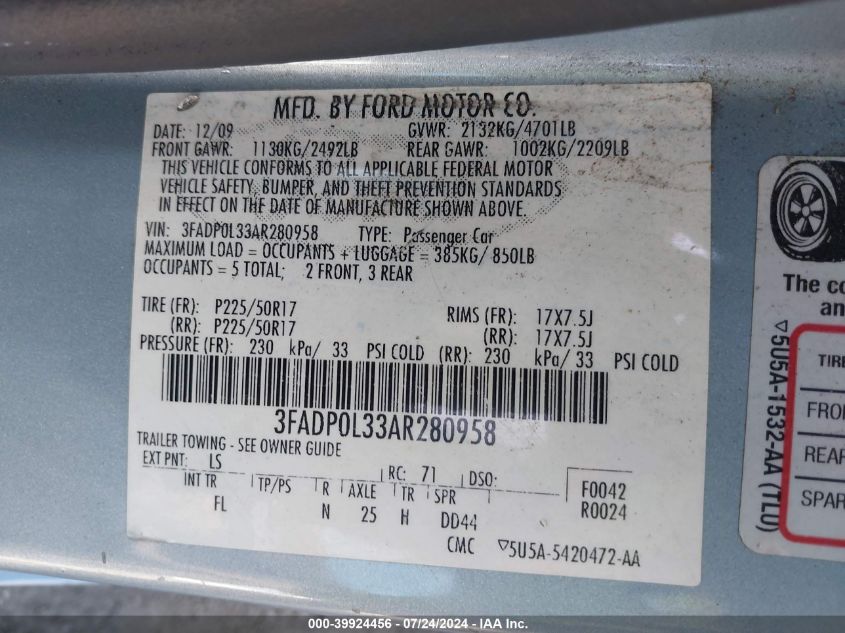 MFD. BY FORD MOTOR CO.
DATE: 12/09 GVWR: 2132KG/4701LB
FRONT GAWR: 1130KG/2492LB REAR GAWR: 1002KG/2209LB
THIS VEHICLE CONFORMS TO ALL APPLICABLE FEDERAL MOTOR
VEHICLE SAFETY, BUMPER, AND THEFT PREVENTION STANDARDS
IN EFFECT ON THE DATE OF MANUFACTURE SHOWN ABOVE.
VIN: 3FADP0L33AR280958 TYPE: Passenger Car
MAXIMUM LOAD = OCCUPANTS + LUGGAGE = 385KG/ 850LB
OCCUPANTS = 5 TOTAL; 2 FRONT, 3 REAR
TIRE (FR): P225/50R17 RIMS (FR): 17X7.5J
(RR): P225/50R17 (RR): 17X7.5J
PRESSURE (FR): 230 kPa/ 33 PSI COLD (RR): 230 kPa/ 33 PSI COLD
3FADP0L33AR280958
TRAILER TOWING - SEE OWNER GUIDE
EXT PNT: LS RC: 71 DSO:
INT TR TP/PS R AXLE TR SPR F0042
FL N 25 H DD44 R0024
CMC ▽5U5A-5420472-AA
The co
an
▽5U5A-1532-AA (TL0)
TIRE
FRO
REAR
SPAR
000-39924456 - 07/24/2024 - IAA, Inc.